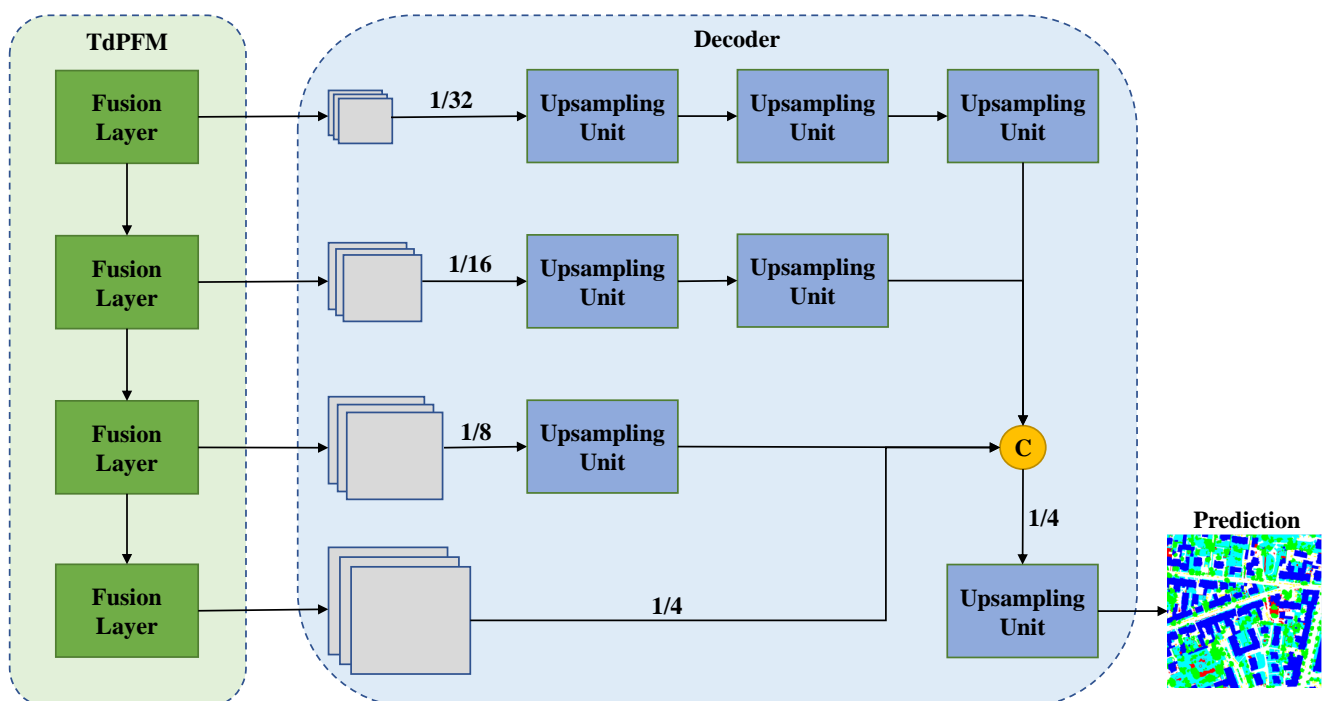 TdPFM
Decoder
Fusion
Layer
1/32
Upsampling
Unit
Upsampling
Unit
Upsampling
Unit
Fusion
Layer
1/16
Upsampling
Unit
Upsampling
Unit
Fusion
Layer
1/8
Upsampling
Unit
C
1/4
Prediction
Fusion
Layer
1/4
Upsampling
Unit